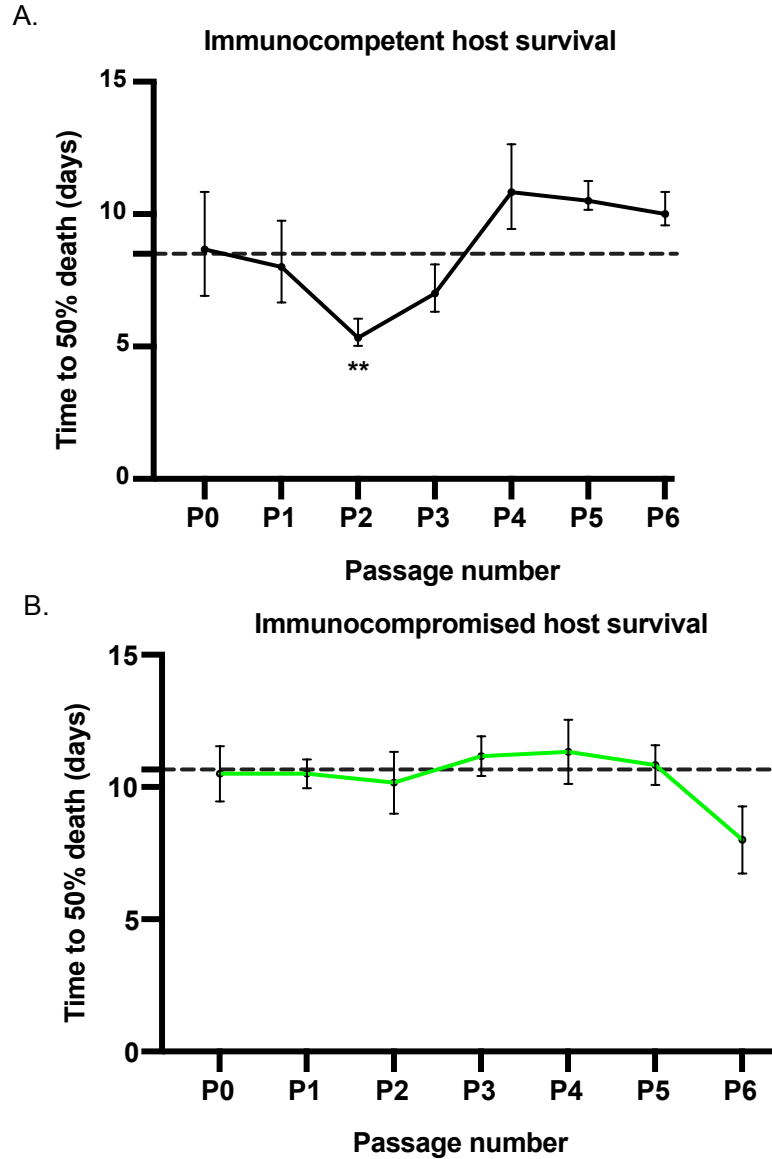 A.
Immunocompetent host survival
Time to 50% death (days)
15
10
5
0
**
P0 P1 P2 P3 P4 P5 P6
Passage number
B.
Immunocompromised host survival
Time to 50% death (days)
15
10
5
0
P0 P1 P2 P3 P4 P5 P6
Passage number